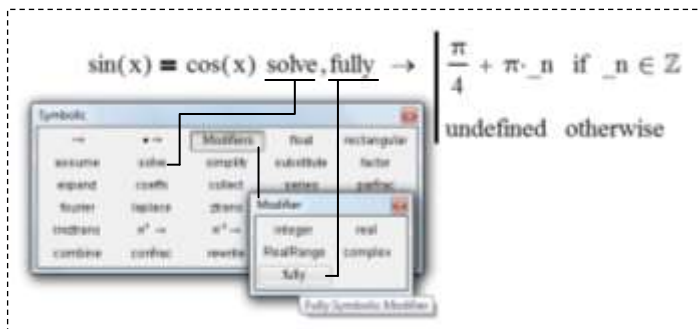 sin(x) = cos(x) solve,fully → | π/4 + π·_n if _n ∈ ℤ
undefined otherwise
Symbolic
→ ▪ → Modifiers float rectangular
assume solve simplify substitute factor
expand coeffs collect series parfrac
fourier laplace ztrans Modifier
invztrans rewrite integer real
combine confrac RealRange complex
fully
Fully Symbolic Modifier